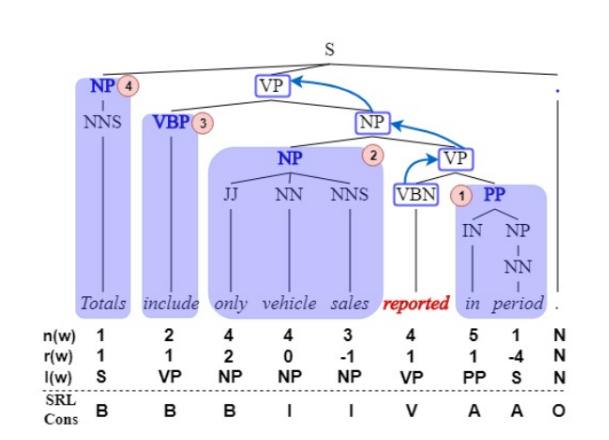 S
NP 4 VP .
NNS VBP 3 NP
NP 2 VP
JJ NN NNS VBN 1 PP
IN NP
NN
Totals include only vehicle sales reported in period .
n(w) 1 2 4 4 3 4 5 1 N
r(w) 1 1 2 0 -1 1 1 -4 N
l(w) S VP NP NP NP VP PP S N
SRL Cons B B B I I V A A O